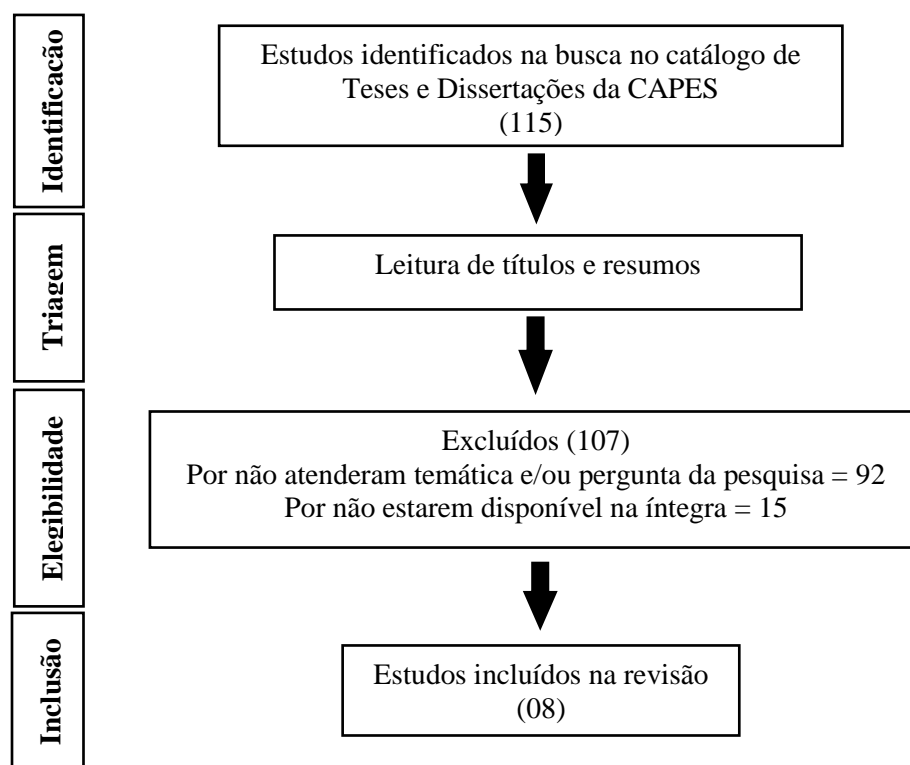 Identificação
Estudos identificados na busca no catálogo de
Teses e Dissertações da CAPES
(115)
Triagem
Leitura de títulos e resumos
Elegibilidade
Excluídos (107)
Por não atenderam temática e/ou pergunta da pesquisa = 92
Por não estarem disponível na íntegra = 15
Inclusão
Estudos incluídos na revisão
(08)